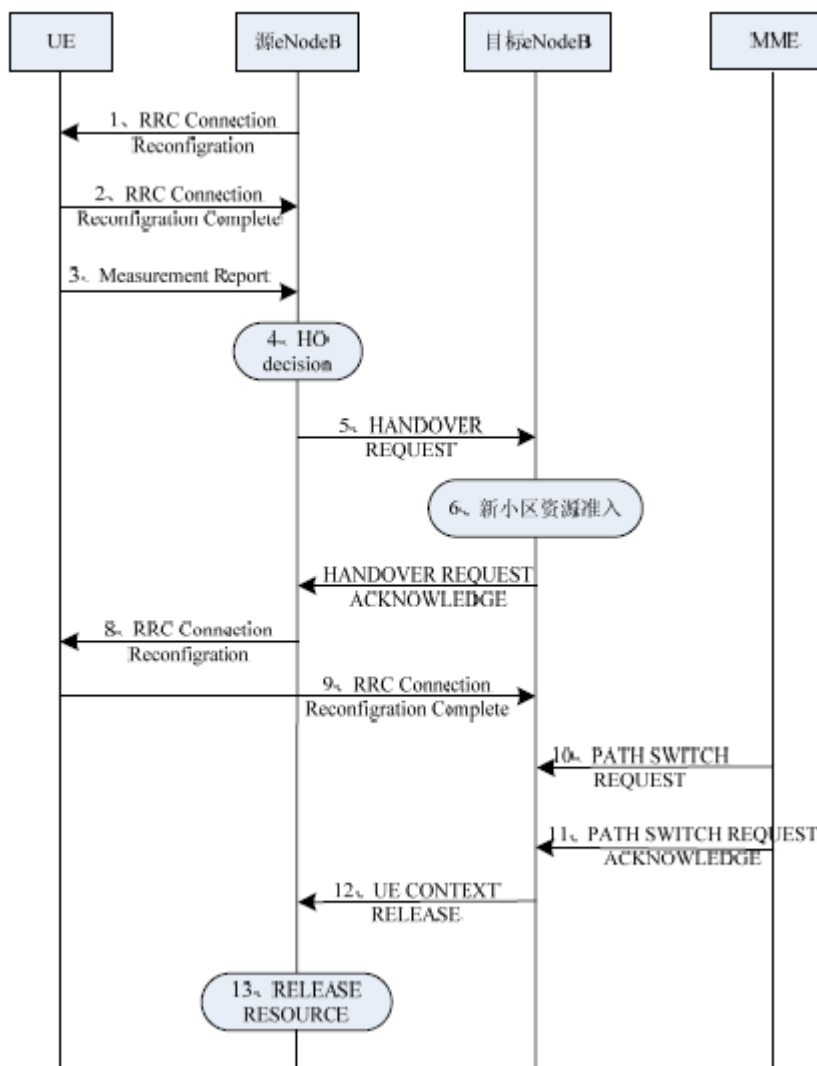 UE
源eNodeB
目标eNodeB
MME
1、RRC Connection
Reconfigration
2、RRC Connection
Reconfigration Complete
3、Measurement Report
4、HO
decision
5、HANDOVER
REQUEST
6、新小区资源准入
HANDOVER REQUEST
ACKNOWLEDGE
8、RRC Connection
Reconfigration
9、RRC Connection
Reconfigration Complete
10、PATH SWITCH
REQUEST
11、PATH SWITCH REQUEST
ACKNOWLEDGE
12、UE CONTEXT
RELEASE
13、RELEASE
RESOURCE